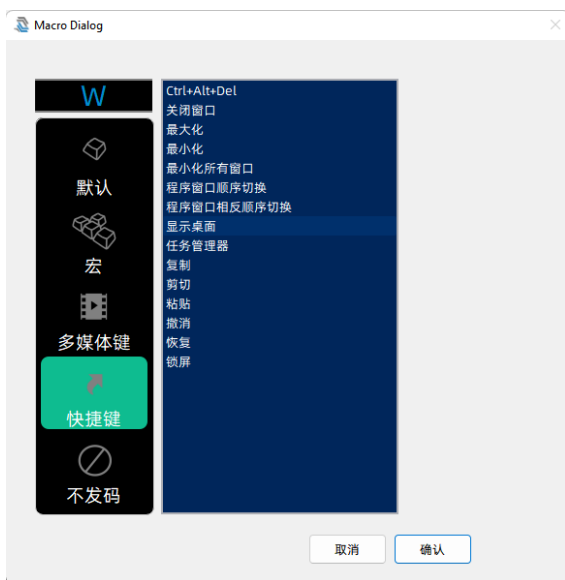 Macro Dialog
W
默认
宏
多媒体键
快捷键
不发码
Ctrl+Alt+Del
关闭窗口
最大化
最小化
最小化所有窗口
程序窗口顺序切换
程序窗口相反顺序切换
显示桌面
任务管理器
复制
剪切
粘贴
撤消
恢复
锁屏
取消
确认